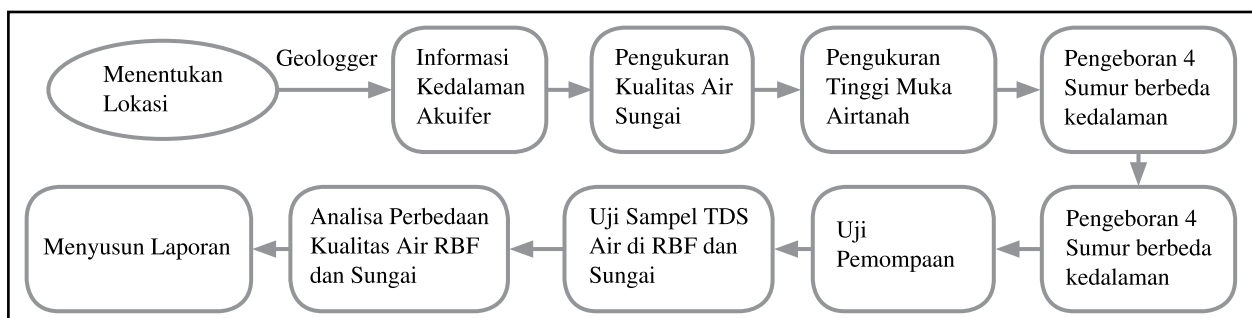 Menentukan
Lokasi
Geologger
Informasi
Kedalaman
Akuifer
Pengukuran
Kualitas Air
Sungai
Pengukuran
Tinggi Muka
Airtanah
Pengeboran 4
Sumur berbeda
kedalaman
Pengeboran 4
Sumur berbeda
kedalaman
Uji
Pemompaan
Uji Sampel TDS
Air di RBF dan
Sungai
Analisa Perbedaan
Kualitas Air RBF
dan Sungai
Menyusun Laporan